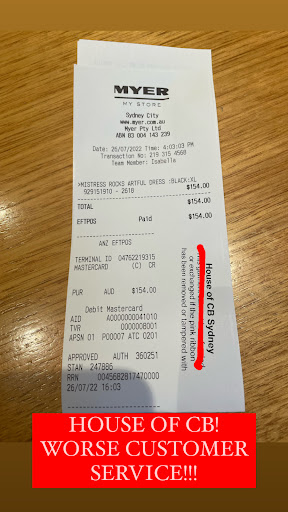 MYER
MY STORE
Sydney City
www.myer.com.au
Myer Pty Ltd
ABN 83 004 143 239
Date: 26/07/2022 Time: 4:03:03 PM
Transaction No: 218 315 4568
Team Member: Isabella
>MISTRESS ROCKS ARTFUL DRESS :BLACK:XL
929151910 - 2618 $154.00
TOTAL $154.00
EFTPOS Paid $154.00
ANZ EFTPOS
TERMINAL ID 04762219315
MASTERCARD (C) CR
PUR AUD $154.00
Debit Mastercard
AID A0000000041010
TVR 0000008001
APSN 01 P00007 ATC 0201
APPROVED AUTH 360251
STAN 247886
RRN 0045682817470000
26/07/22 16:03
House of CB Sydney
or exchanged if the pink ribbon
has been removed or tampered with
HOUSE OF CB!
WORSE CUSTOMER
SERVICE!!!